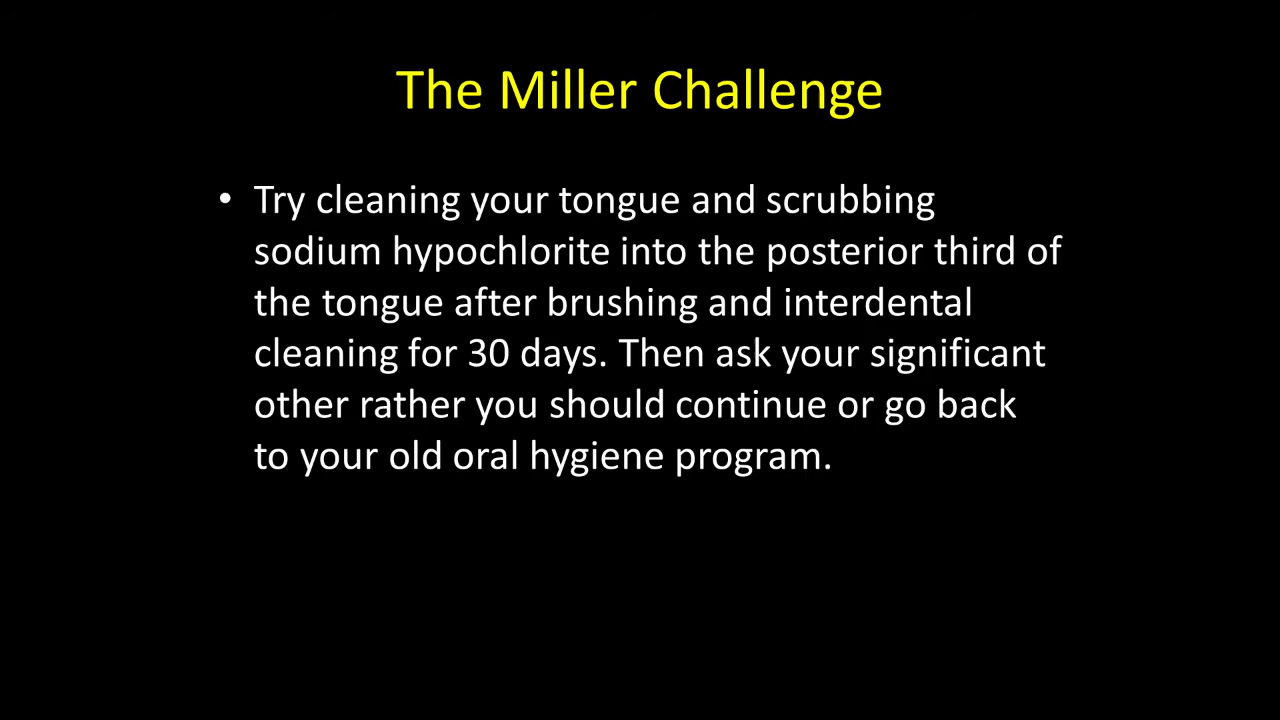 The Miller Challenge
• Try cleaning your tongue and scrubbing
sodium hypochlorite into the posterior third of
the tongue after brushing and interdental
cleaning for 30 days. Then ask your significant
other rather you should continue or go back
to your old oral hygiene program.